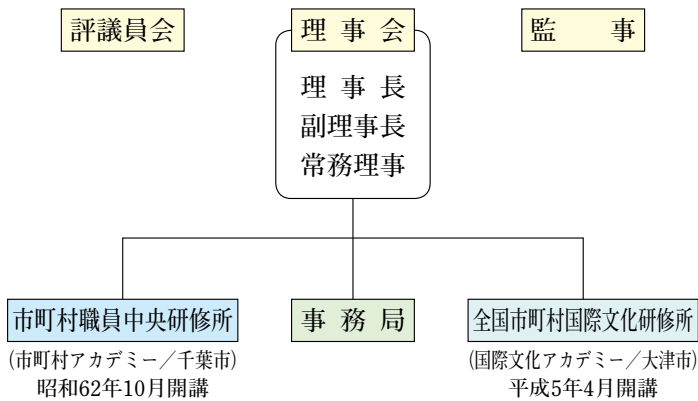 評議員会
理事会
監事
理事長
副理事長
常務理事
市町村職員中央研修所
(市町村アカデミー/千葉市)
昭和62年10月開講
事務局
全国市町村国際文化研修所
(国際文化アカデミー/大津市)
平成5年4月開講